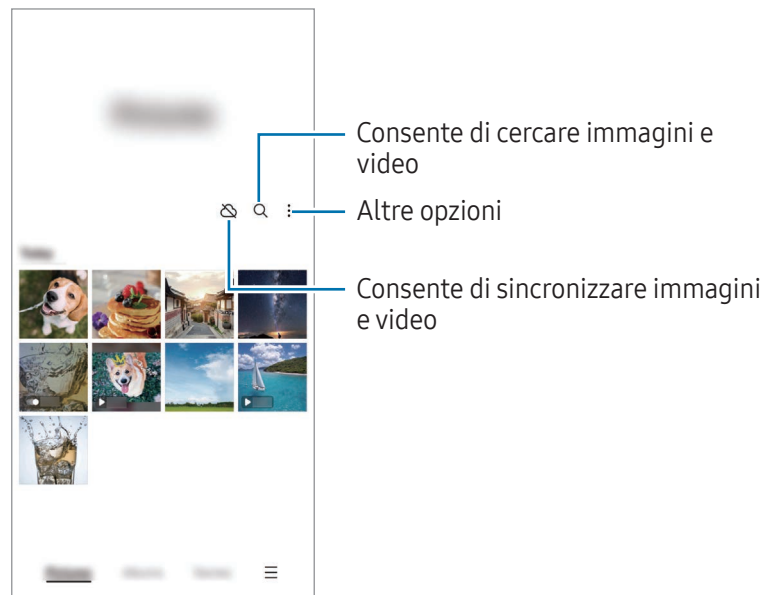 Consente di cercare immagini e
video
Altre opzioni
Consente di sincronizzare immagini
e video